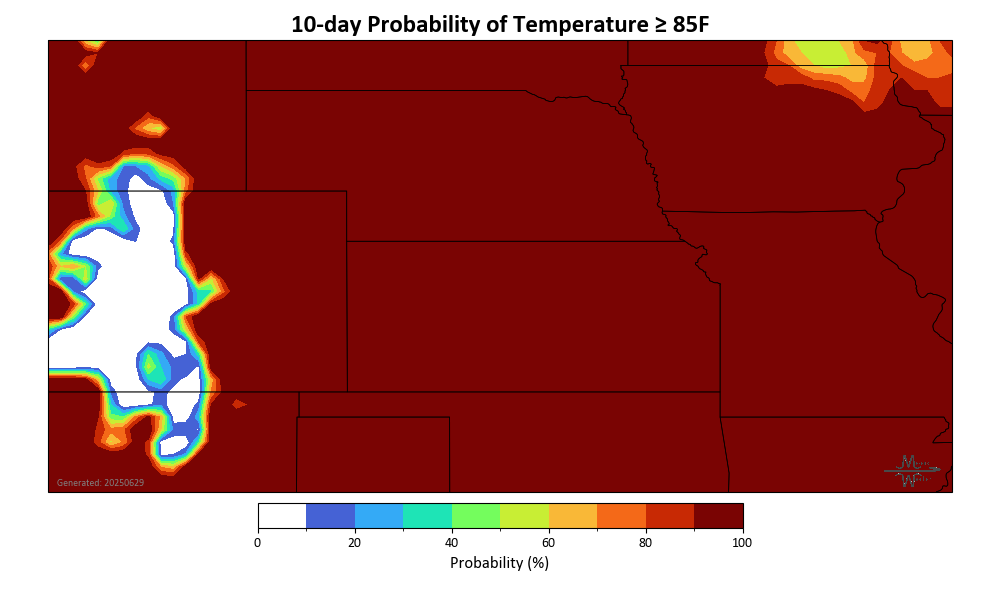 10-day Probability of Temperature ≥ 85F
Generated: 20250629
0 20 40 60 80 100
Probability (%)